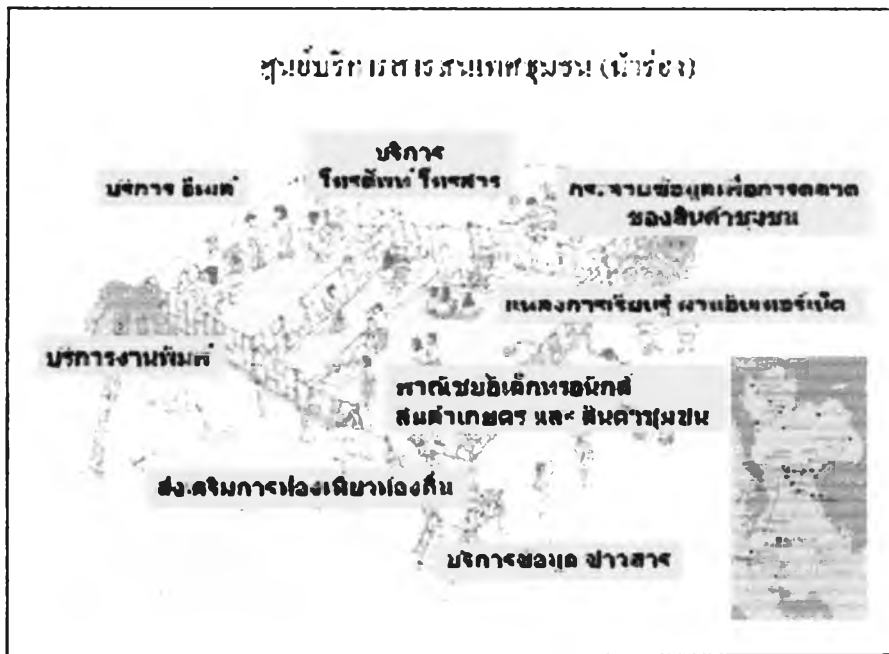 ศูนย์บริการสารสนเทศชุมชน (นำร่อง)
บริการ
โทรศัพท์ โทรสาร
บริการ อีเมล์
กระจายข้อมูลเพื่อการตลาด
ของสินค้าชุมชน
แหล่งการเรียนรู้ ผ่านอินเทอร์เน็ต
บริการงานพิมพ์
พาณิชยอิเล็กทรอนิกส์
สินค้าเกษตร และ สินค้าชุมชน
ส่งเสริมการท่องเที่ยวท้องถิ่น
บริการข้อมูล ข่าวสาร